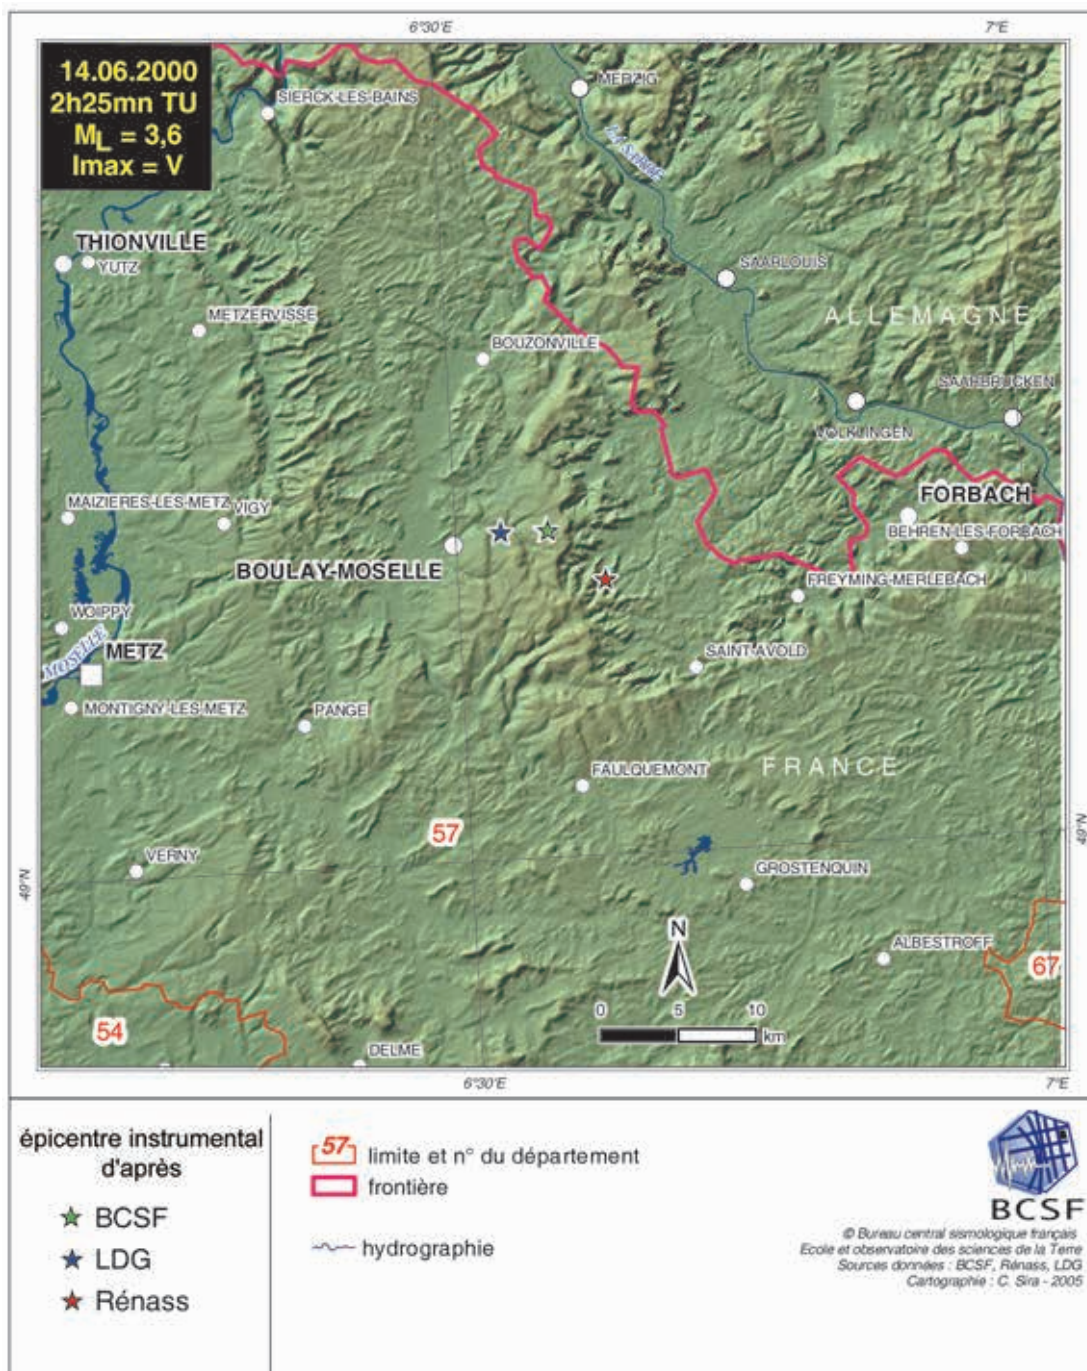 6°30'E
7°E
14.06.2000
2h25mn TU
ML = 3,6
Imax = V
SIERCK-LES-BAINS
MERZIG
LA SARRE
THIONVILLE
YUTZ
SAARLOUIS
METZERVISSE
ALLEMAGNE
BOUZONVILLE
SAARBRUCKEN
VOLKLINGEN
MAIZIERES-LES-METZ
VIGY
FORBACH
BEHREN-LES-FORBACH
BOULAY-MOSELLE
FREYMING-MERLEBACH
WOIPPY
MOSELLE
METZ
SAINT-AVOLD
MONTIGNY-LES-METZ
PANGE
FAULQUEMONT
FRANCE
57
49°N
VERNY
49°N
GROSTENQUIN
N
ALBESTROFF
67
54
0 5 10
km
DELME
6°30'E
7°E
épicentre instrumental
d'après
BCSF
LDG
Rénass
57 limite et n° du département
frontière
hydrographie
BCSF
© Bureau central sismologique français
Ecole et observatoire des sciences de la Terre
Sources données : BCSF, Rénass, LDG
Cartographie : C. Sira - 2005